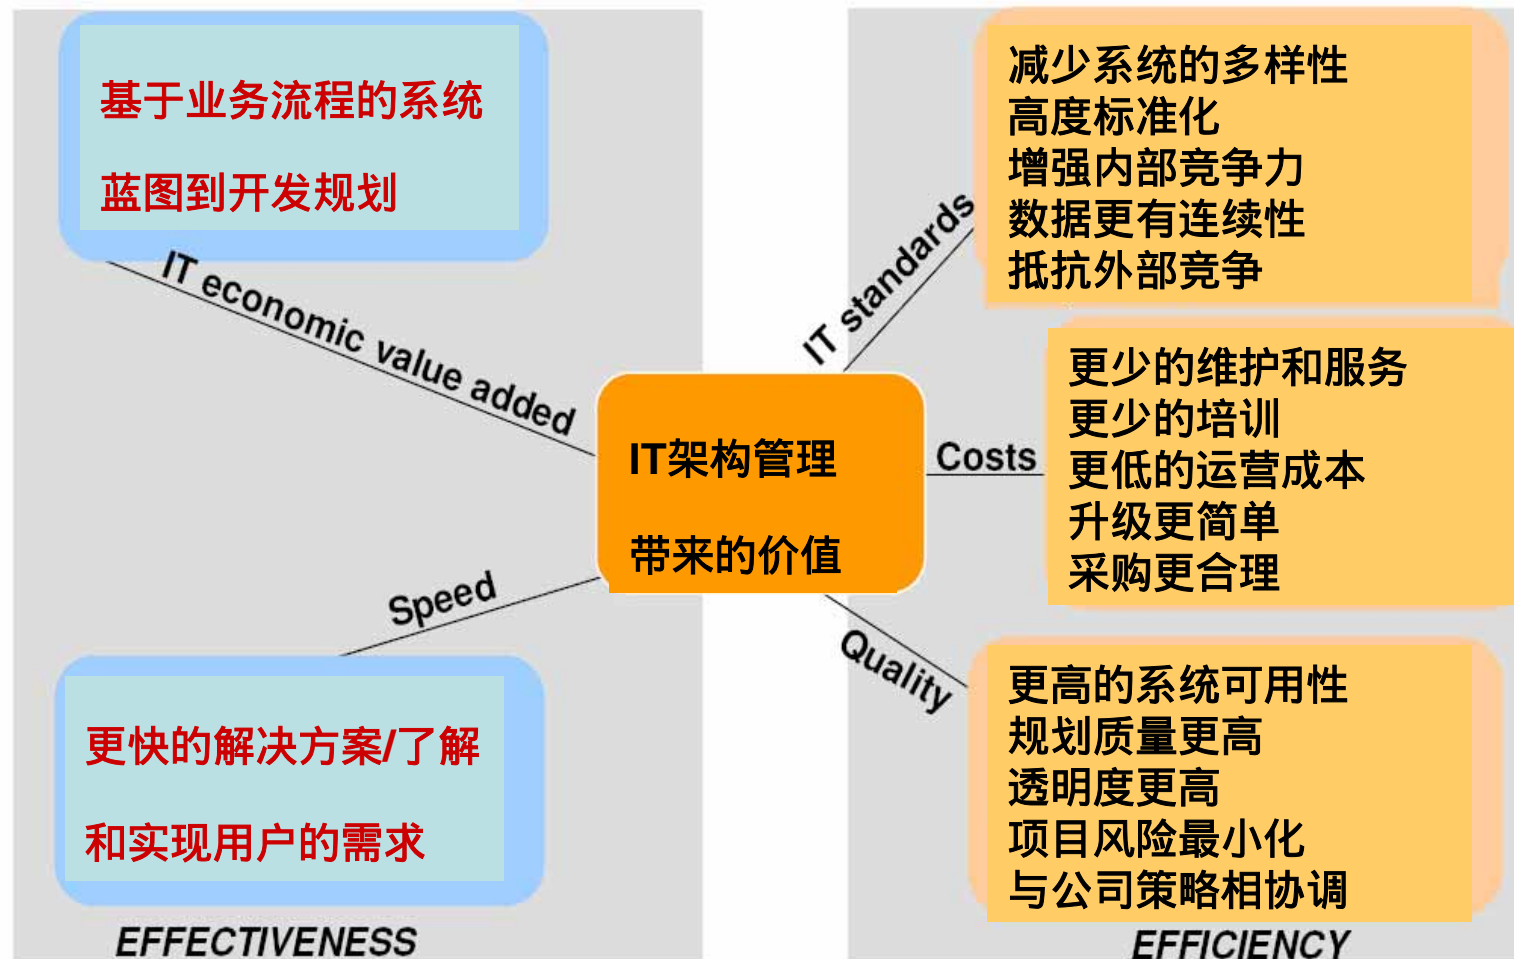 基于业务流程的系统
蓝图到开发规划
IT economic value added
IT架构管理
带来的价值
Speed
更快的解决方案/了解
和实现用户的需求
EFFECTIVENESS
减少系统的多样性
高度标准化
增强内部竞争力
数据更有连续性
抵抗外部竞争
IT standards
更少的维护和服务
更少的培训
更低的运营成本
升级更简单
采购更合理
Costs
更高的系统可用性
规划质量更高
透明度更高
项目风险最小化
与公司策略相协调
Quality
EFFICIENCY